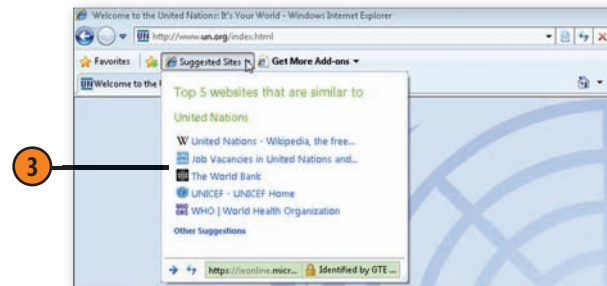 Welcome to the United Nations: It's Your World - Windows Internet Explorer
http://www.un.org/index.html
Favorites Suggested Sites Get More Add-ons
UN Welcome to the
Top 5 websites that are similar to
United Nations
United Nations - Wikipedia, the free...
Job Vacancies in United Nations and...
The World Bank
UNICEF - UNICEF Home
WHO | World Health Organization
Other Suggestions
https://ieonline.micr... Identified by GTE ...
3